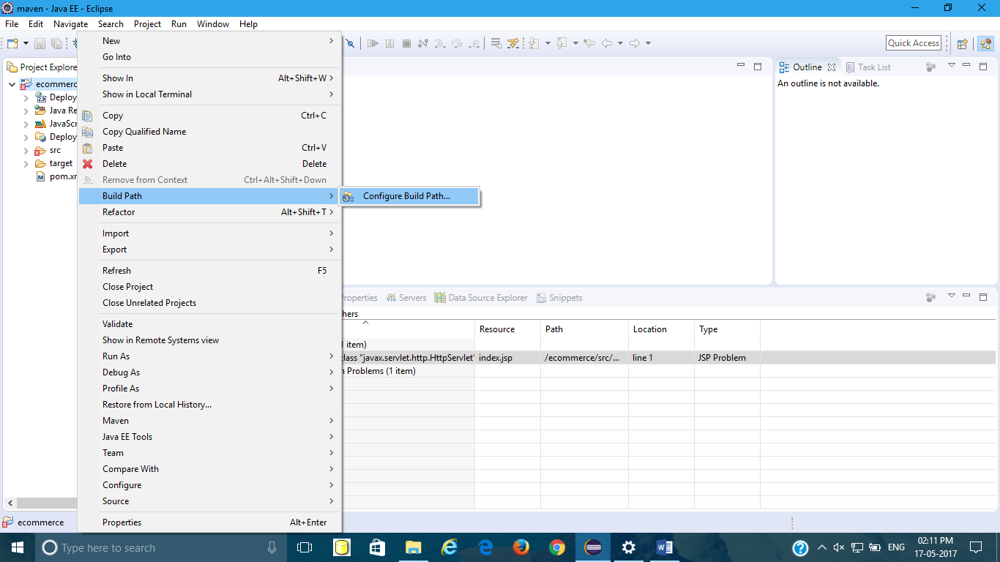 maven - Java EE - Eclipse
File Edit Navigate Search Project Run Window Help
Quick Access
Project Explore
ecommerc
Deploy
Java Re
JavaScr
Deploy
src
target
pom.xr
New
Go Into
Show In Alt+Shift+W
Show in Local Terminal
Copy Ctrl+C
Copy Qualified Name
Paste Ctrl+V
Delete Delete
Remove from Context Ctrl+Alt+Shift+Down
Build Path
Refactor Alt+Shift+T
Import
Export
Refresh F5
Close Project
Close Unrelated Projects
Validate
Show in Remote Systems view
Run As
Debug As
Profile As
Restore from Local History...
Maven
Java EE Tools
Team
Compare With
Configure
Source
Properties Alt+Enter
Configure Build Path...
Outline Task List
An outline is not available.
Properties Servers Data Source Explorer Snippets
hers
Resource Path Location Type
1 item)
class "javax.servlet.http.HttpServlet" index.jsp /ecommerce/src/... line 1 JSP Problem
n Problems (1 item)
ecommerce
Type here to search
ENG
02:11 PM
17-05-2017